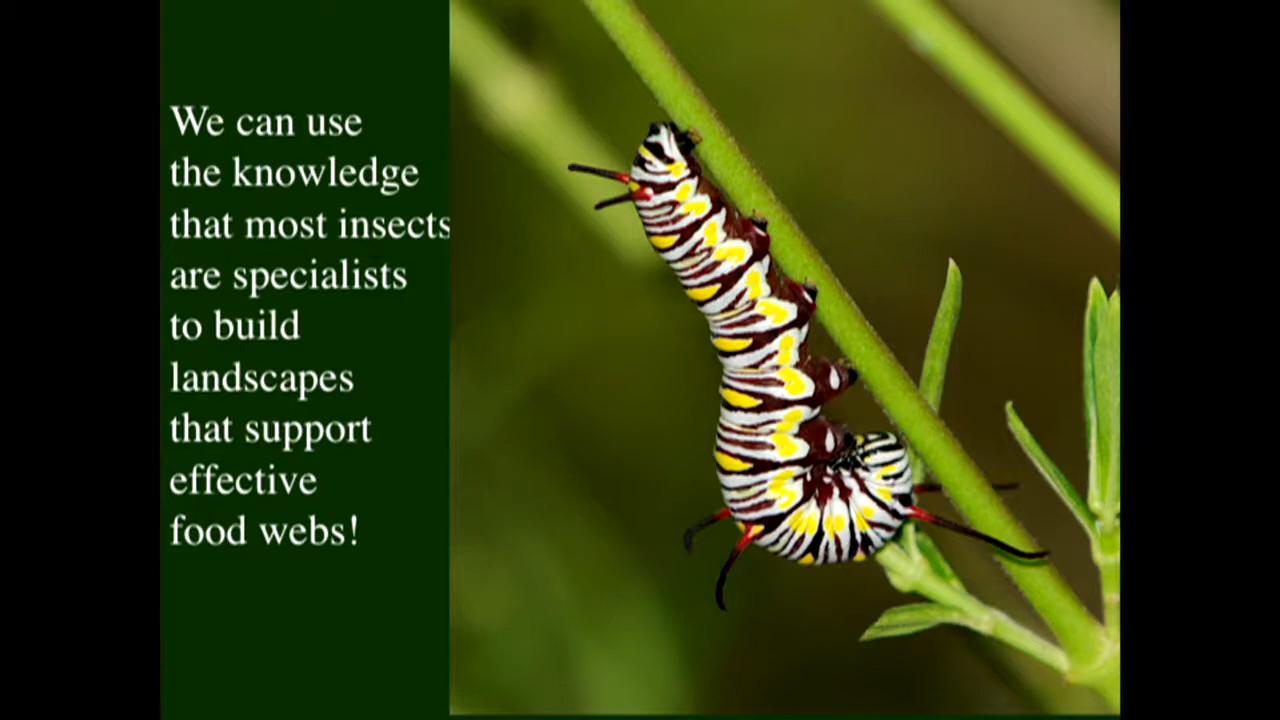 We can use
the knowledge
that most insects
are specialists
to build
landscapes
that support
effective
food webs!